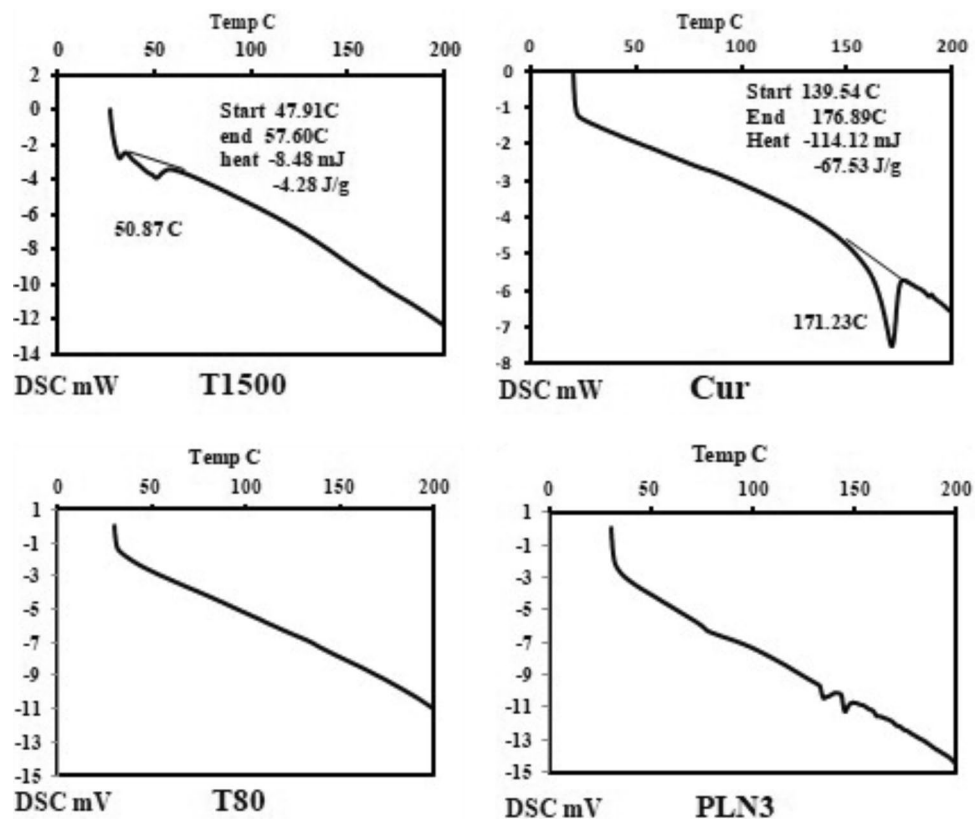 Temp C
0 50 100 150 200
2
0
-2
-4
-6
-8
-10
-12
-14
Start 47.91C
end 57.60C
heat -8.48 mJ
-4.28 J/g
50.87 C
DSC mW T1500
Temp C
0 50 100 150 200
0
-1
-2
-3
-4
-5
-6
-7
-8
Start 139.54 C
End 176.89C
Heat -114.12 mJ
-67.53 J/g
171.23C
DSC mW Cur
Temp C
0 50 100 150 200
1
-1
-3
-5
-7
-9
-11
-13
-15
DSC mV T80
Temp C
0 50 100 150 200
1
-1
-3
-5
-7
-9
-11
-13
-15
DSC mV PLN3